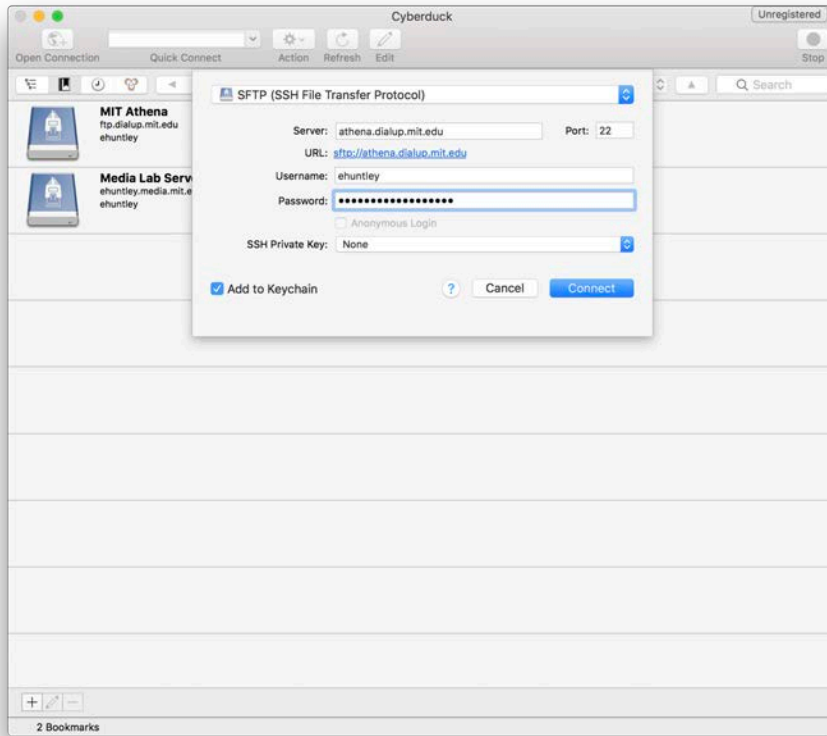 Cyberduck
Unregistered
Open Connection
Quick Connect
Action
Refresh
Edit
Stop
Search
SFTP (SSH File Transfer Protocol)
Server: athena.dialup.mit.edu Port: 22
URL: sftp://athena.dialup.mit.edu
Username: ehuntley
Password: ••••••••••••••••••
Anonymous Login
SSH Private Key: None
Add to Keychain
? Cancel Connect
MIT Athena
ftp.dialup.mit.edu
ehuntley
Media Lab Serv
ehuntley.media.mit.e
ehuntley
2 Bookmarks